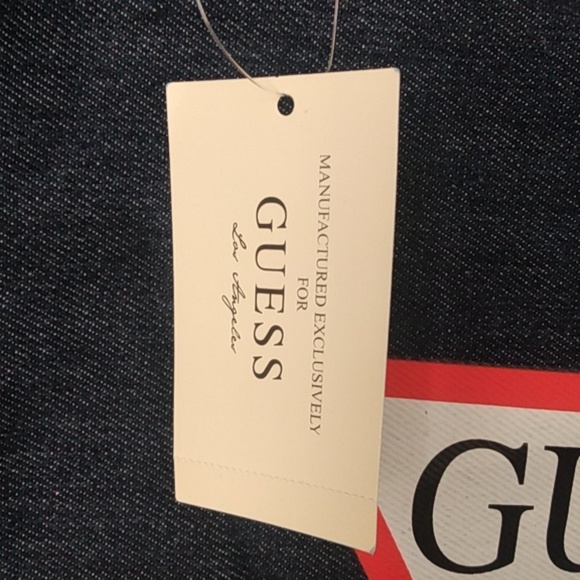 MANUFACTURED EXCLUSIVELY
FOR
GUESS
Los Angeles
GU